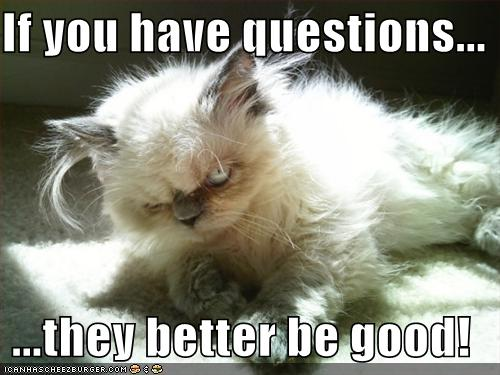 If you have questions...
...they better be good!
ICANHASCHEEZBURGER.COM